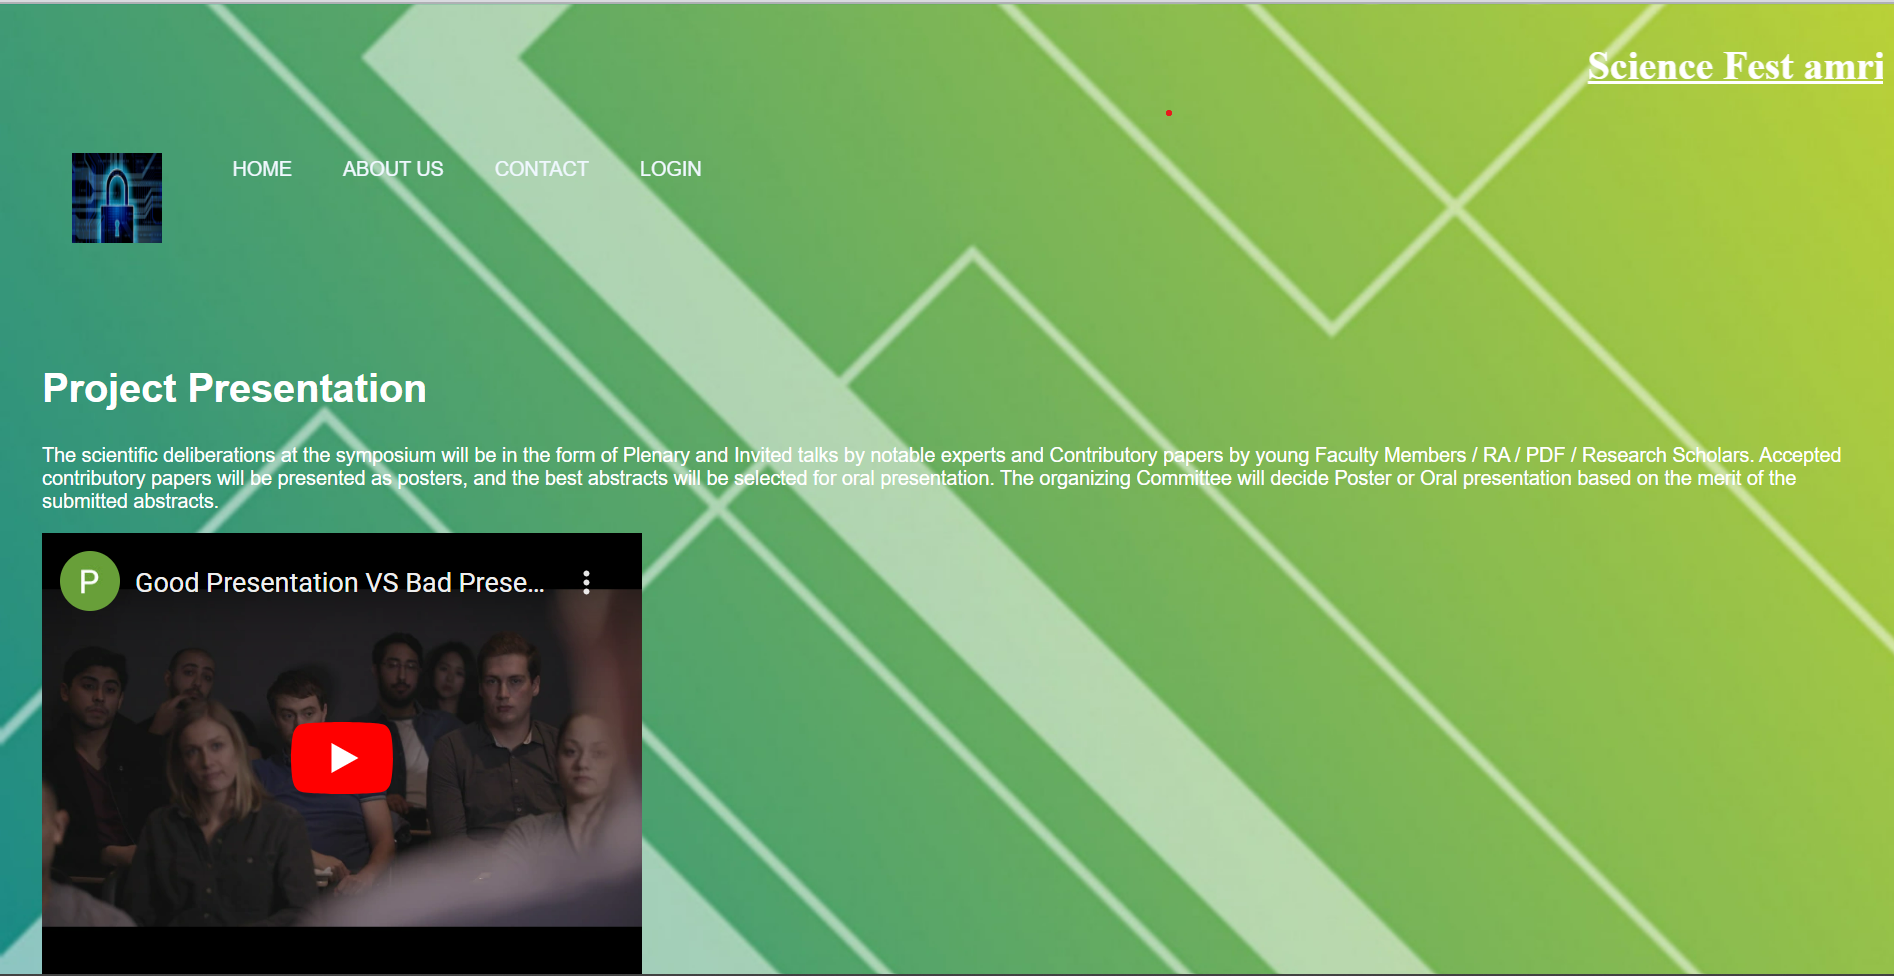 Science Fest amri
HOME ABOUT US CONTACT LOGIN
Project Presentation
The scientific deliberations at the symposium will be in the form of Plenary and Invited talks by notable experts and Contributory papers by young Faculty Members / RA / PDF / Research Scholars. Accepted
contributory papers will be presented as posters, and the best abstracts will be selected for oral presentation. The organizing Committee will decide Poster or Oral presentation based on the merit of the
submitted abstracts.
P Good Presentation VS Bad Prese...